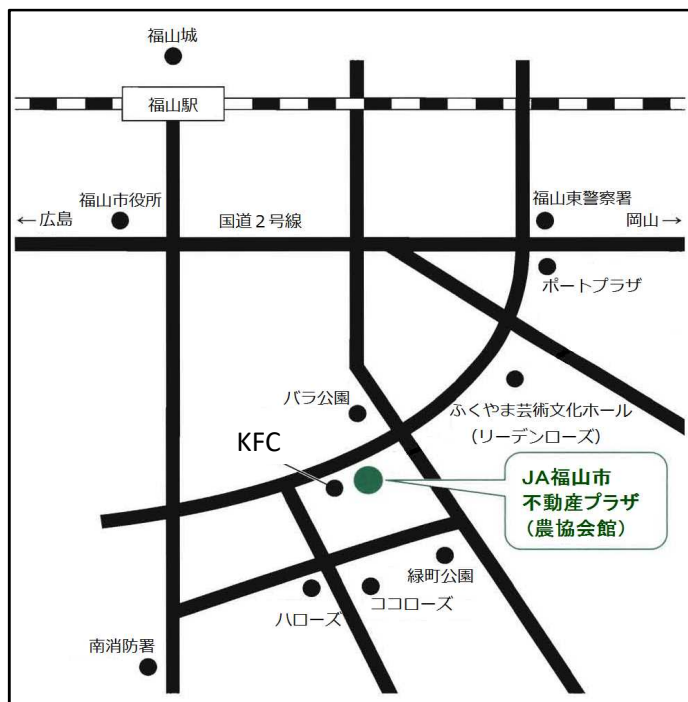 福山城
福山駅
福山市役所
福山東警察署
←広島
国道２号線
岡山→
ポートプラザ
バラ公園
ふくやま芸術文化ホール
（リーデンローズ）
KFC
JA福山市
不動産プラザ
（農協会館）
緑町公園
ココローズ
ハローズ
南消防署